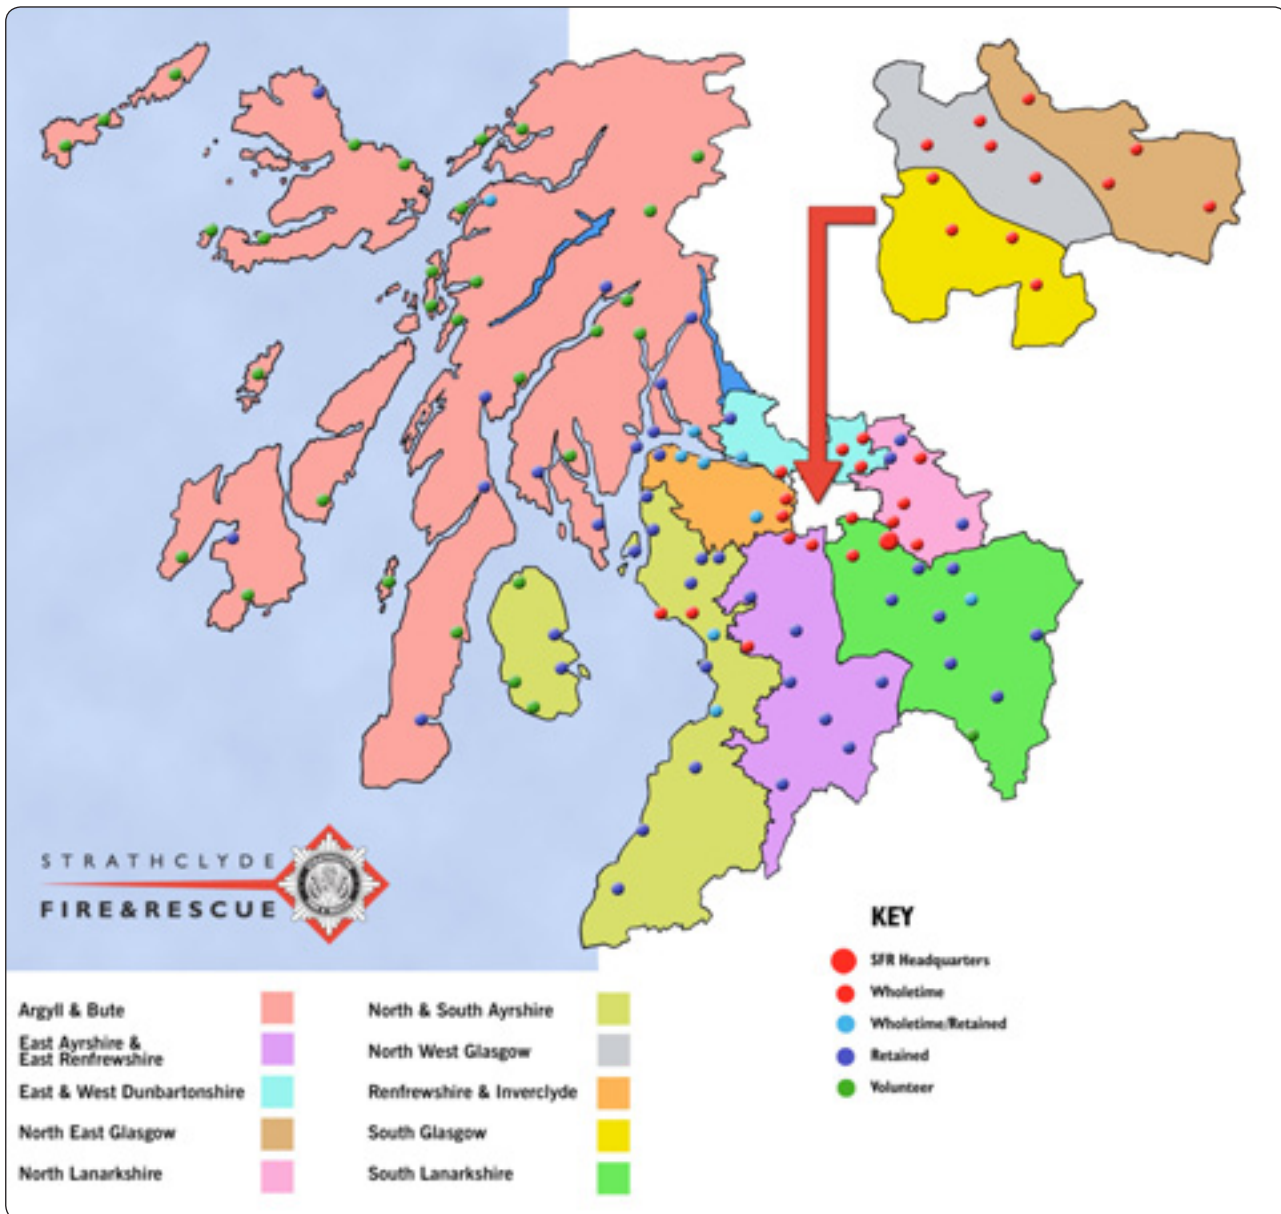 STRATHCLYDE
FIRE&RESCUE
KEY
SFR Headquarters
Wholetime
Wholetime/Retained
Retained
Volunteer
Argyll & Bute
East Ayrshire &
East Renfrewshire
East & West Dunbartonshire
North East Glasgow
North Lanarkshire
North & South Ayrshire
North West Glasgow
Renfrewshire & Inverclyde
South Glasgow
South Lanarkshire